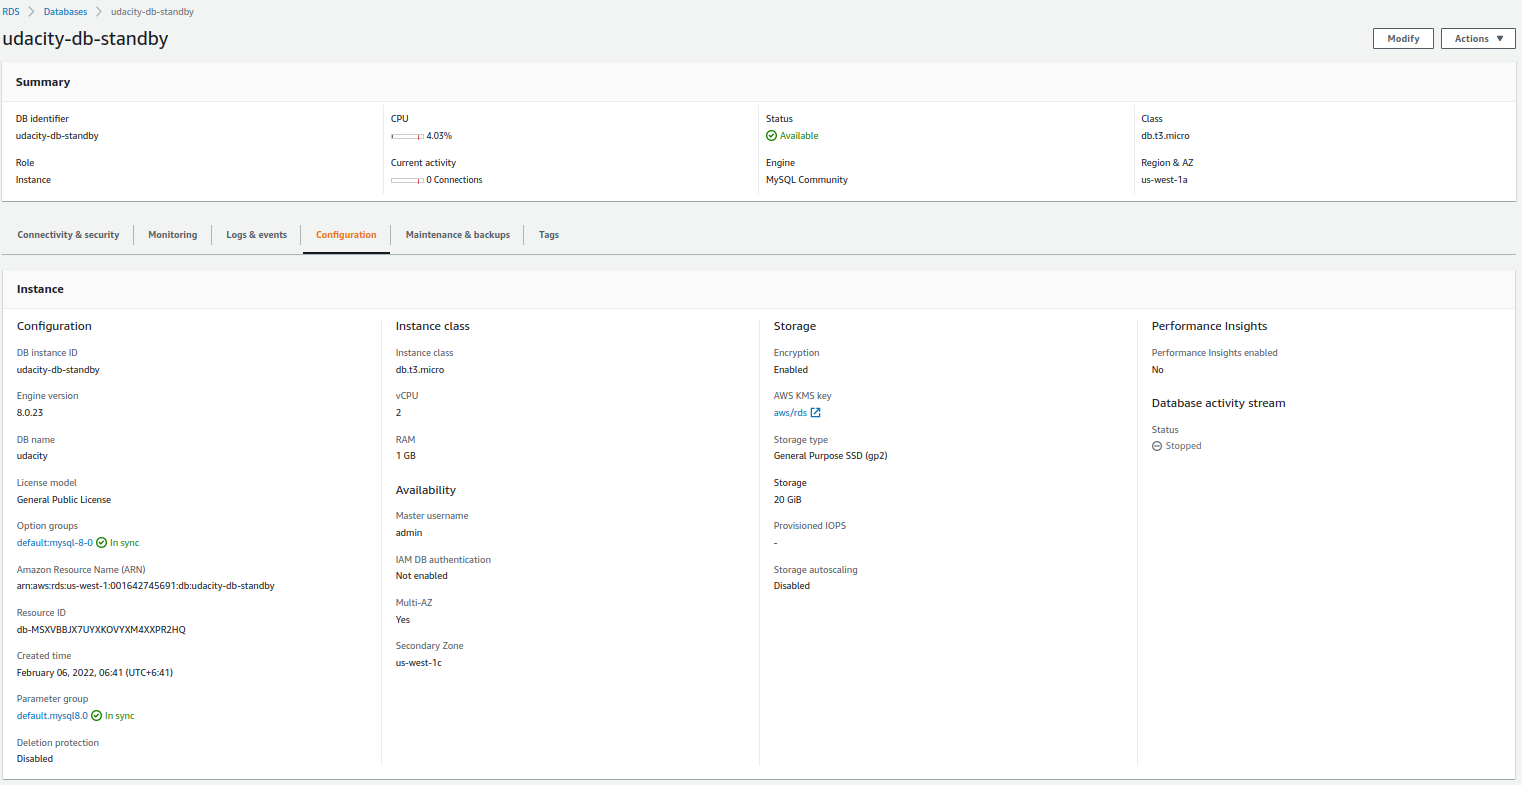 RDS > Databases > udacity-db-standby
udacity-db-standby
Modify
Actions ▼
Summary
DB identifier
udacity-db-standby
CPU
4.03%
Status
Available
Class
db.t3.micro
Role
Instance
Current activity
0 Connections
Engine
MySQL Community
Region & AZ
us-west-1a
Connectivity & security
Monitoring
Logs & events
Configuration
Maintenance & backups
Tags
Instance
Configuration
DB instance ID
udacity-db-standby
Engine version
8.0.23
DB name
udacity
License model
General Public License
Option groups
default:mysql-8-0 In sync
Amazon Resource Name (ARN)
arn:aws:rds:us-west-1:001642745691:db:udacity-db-standby
Resource ID
db-MSXVBBJX7UYXKOVYXM4XXPR2HQ
Created time
February 06, 2022, 06:41 (UTC+6:41)
Parameter group
default.mysql8.0 In sync
Deletion protection
Disabled
Instance class
Instance class
db.t3.micro
vCPU
2
RAM
1 GB
Availability
Master username
admin
IAM DB authentication
Not enabled
Multi-AZ
Yes
Secondary Zone
us-west-1c
Storage
Encryption
Enabled
AWS KMS key
aws/rds
Storage type
General Purpose SSD (gp2)
Storage
20 GiB
Provisioned IOPS
-
Storage autoscaling
Disabled
Performance Insights
Performance Insights enabled
No
Database activity stream
Status
Stopped